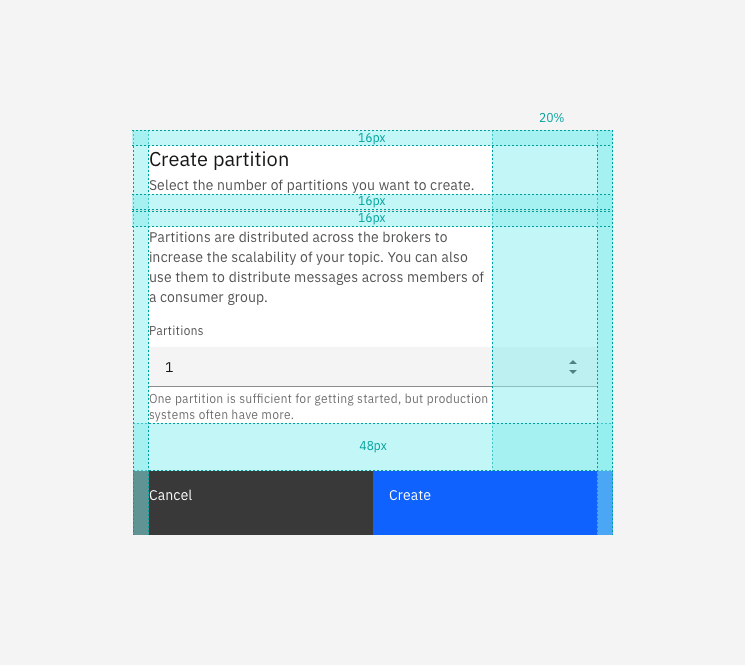 20%
16px
Create partition
Select the number of partitions you want to create.
16px
16px
Partitions are distributed across the brokers to
increase the scalability of your topic. You can also
use them to distribute messages across members of
a consumer group.
Partitions
1
One partition is sufficient for getting started, but production
systems often have more.
48px
Cancel
Create